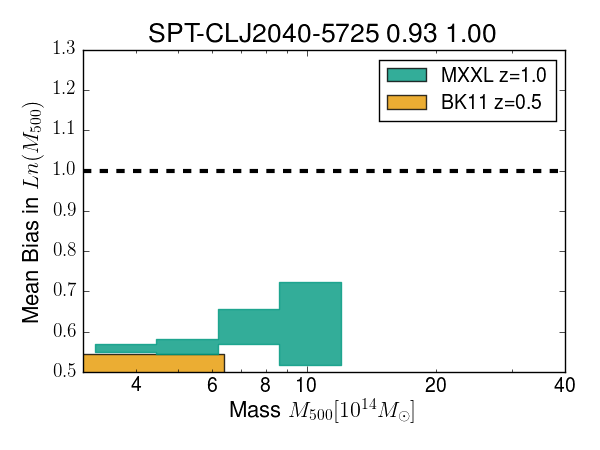 SPT-CLJ2040-5725 0.93 1.00
MXXL z=1.0
BK11 z=0.5
Mean Bias in Ln(M500)
1.3
1.2
1.1
1.0
0.9
0.8
0.7
0.6
0.5
4 6 8 10 20 40
Mass M500[10^14 M⊙]